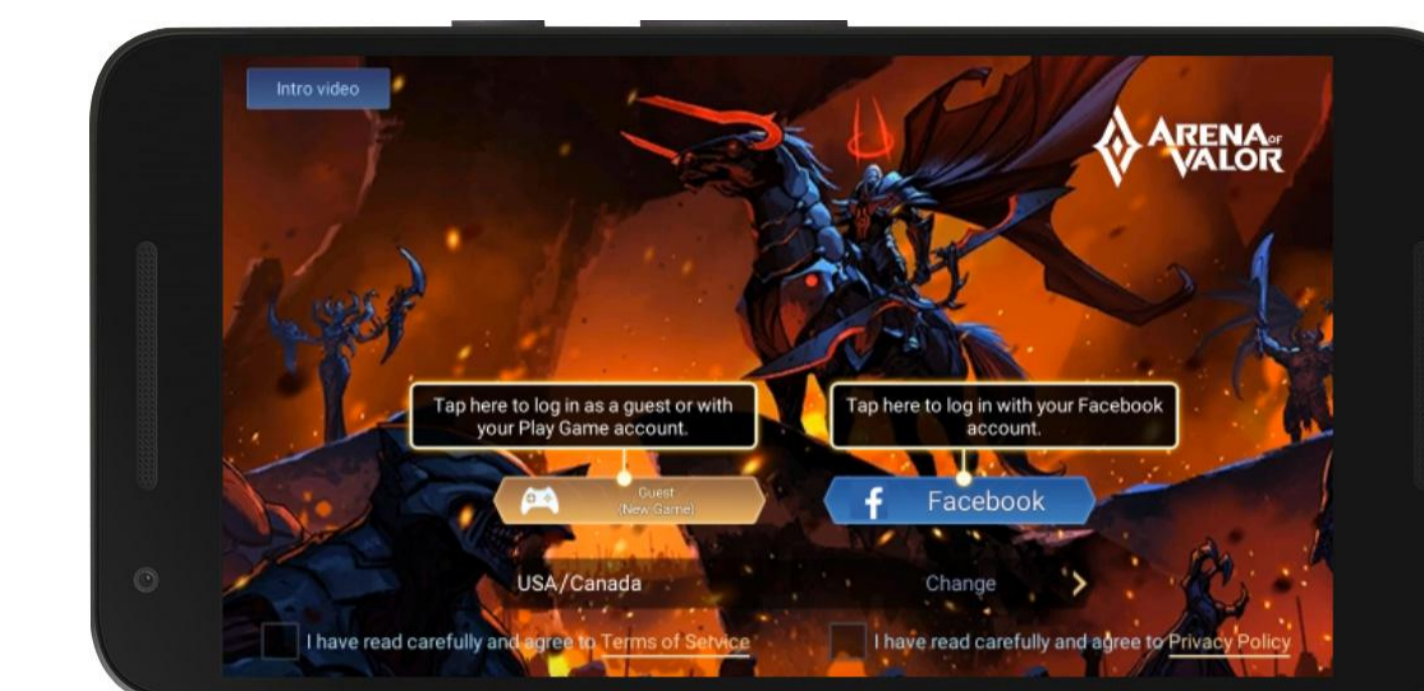 Intro video
ARENA OF
VALOR
Tap here to log in as a guest or with
your Play Game account.
Tap here to log in with your Facebook
account.
Guest
(New Game)
Facebook
USA/Canada
Change
I have read carefully and agree to Terms of Service
I have read carefully and agree to Privacy Policy